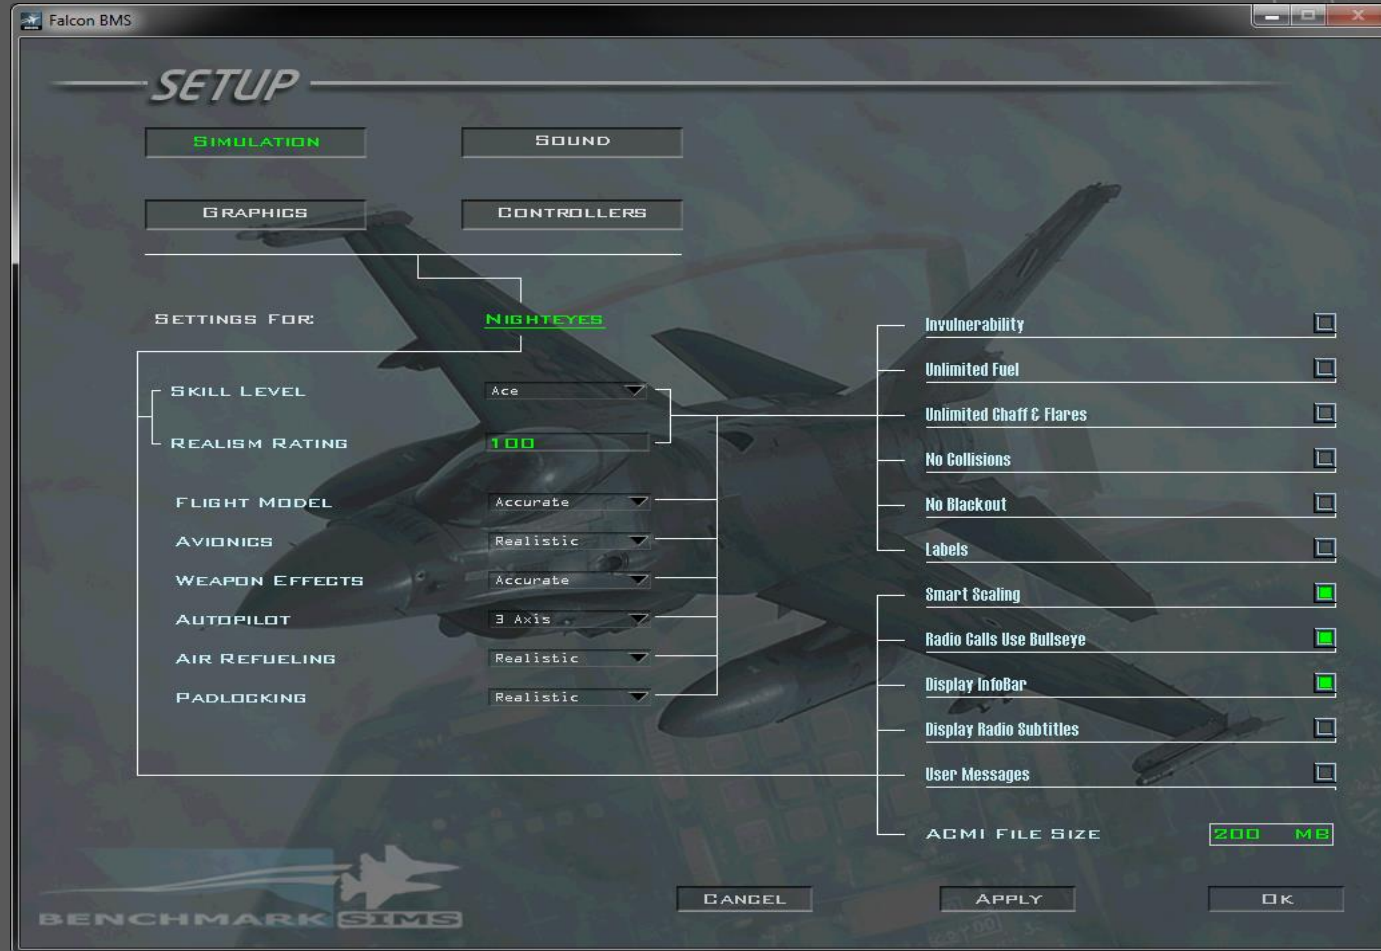 Falcon BMS
SETUP
SIMULATION SOUND
GRAPHICS CONTROLLERS
SETTINGS FOR: NIGHTEYES
SKILL LEVEL Ace
REALISM RATING 100
FLIGHT MODEL Accurate
AVIONICS Realistic
WEAPON EFFECTS Accurate
AUTOPILOT 3 Axis
AIR REFUELING Realistic
PADLOCKING Realistic
Invulnerability
Unlimited Fuel
Unlimited Chaff & Flares
No Collisions
No Blackout
Labels
Smart Scaling
Radio Calls Use Bullseye
Display InfoBar
Display Radio Subtitles
User Messages
ACMI FILE SIZE 200 MB
CANCEL APPLY OK
BENCHMARK SIMS